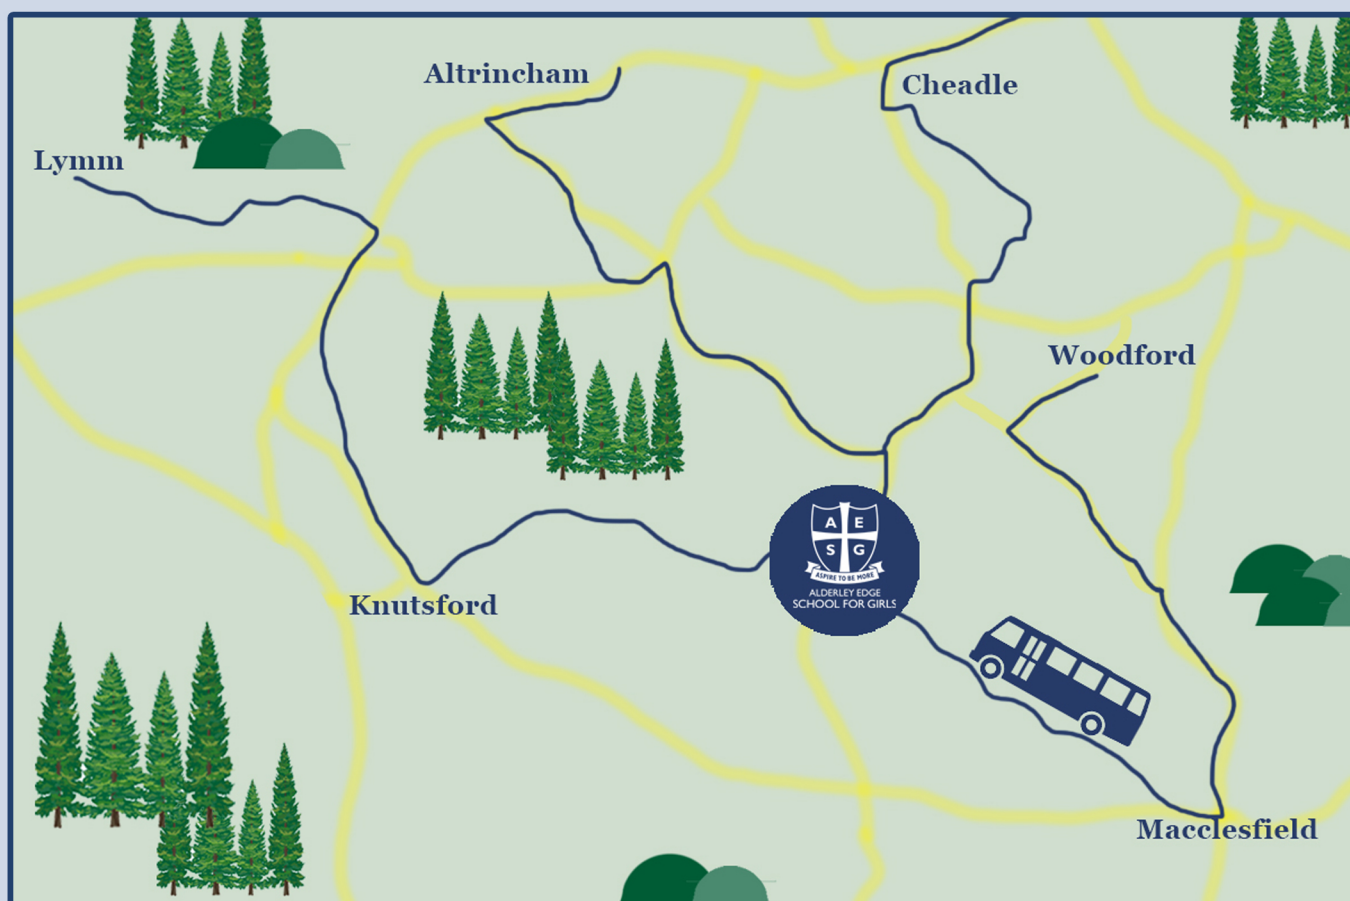 Altrincham
Cheadle
Lymm
Woodford
A E
S G
ASPIRE TO BE MORE
ALDERLEY EDGE
SCHOOL FOR GIRLS
Knutsford
Macclesfield